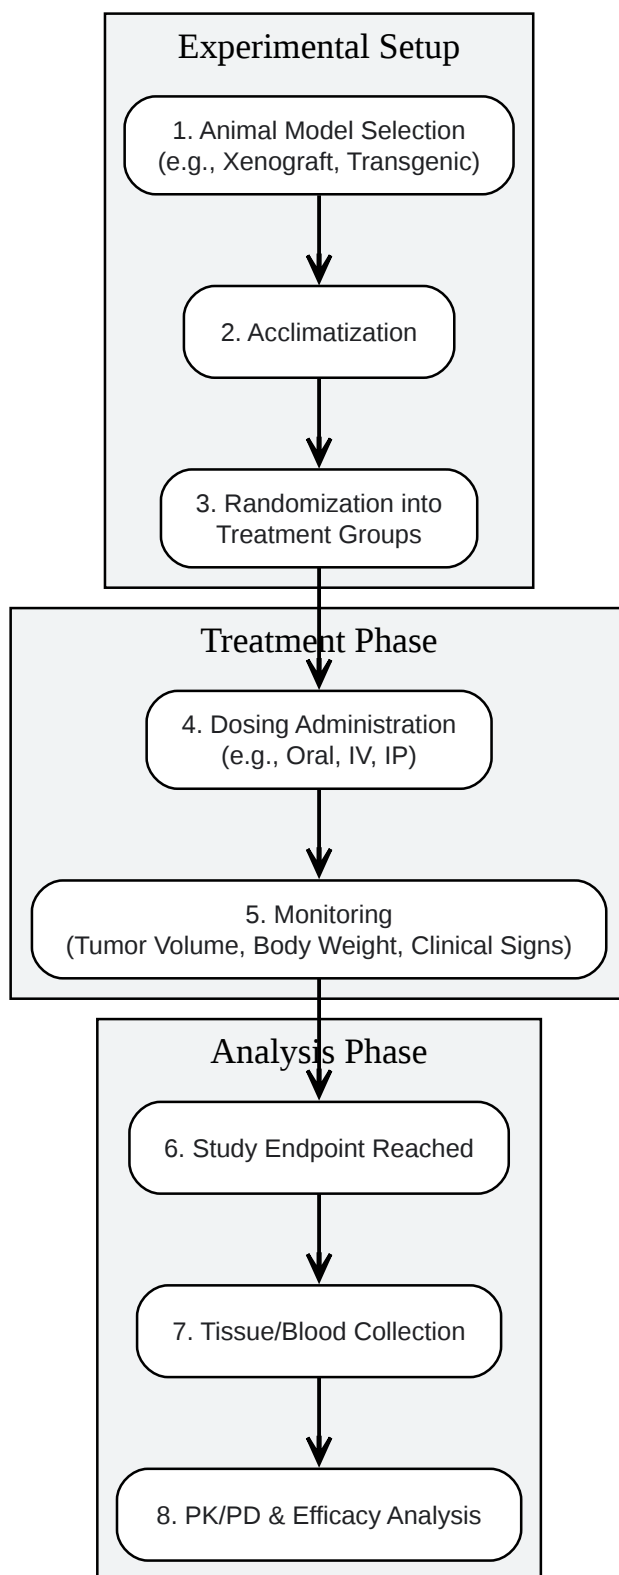 Experimental Setup
1. Animal Model Selection
(e.g., Xenograft, Transgenic)
2. Acclimatization
3. Randomization into
Treatment Groups
Treatment Phase
4. Dosing Administration
(e.g., Oral, IV, IP)
5. Monitoring
(Tumor Volume, Body Weight, Clinical Signs)
Analysis Phase
6. Study Endpoint Reached
7. Tissue/Blood Collection
8. PK/PD & Efficacy Analysis